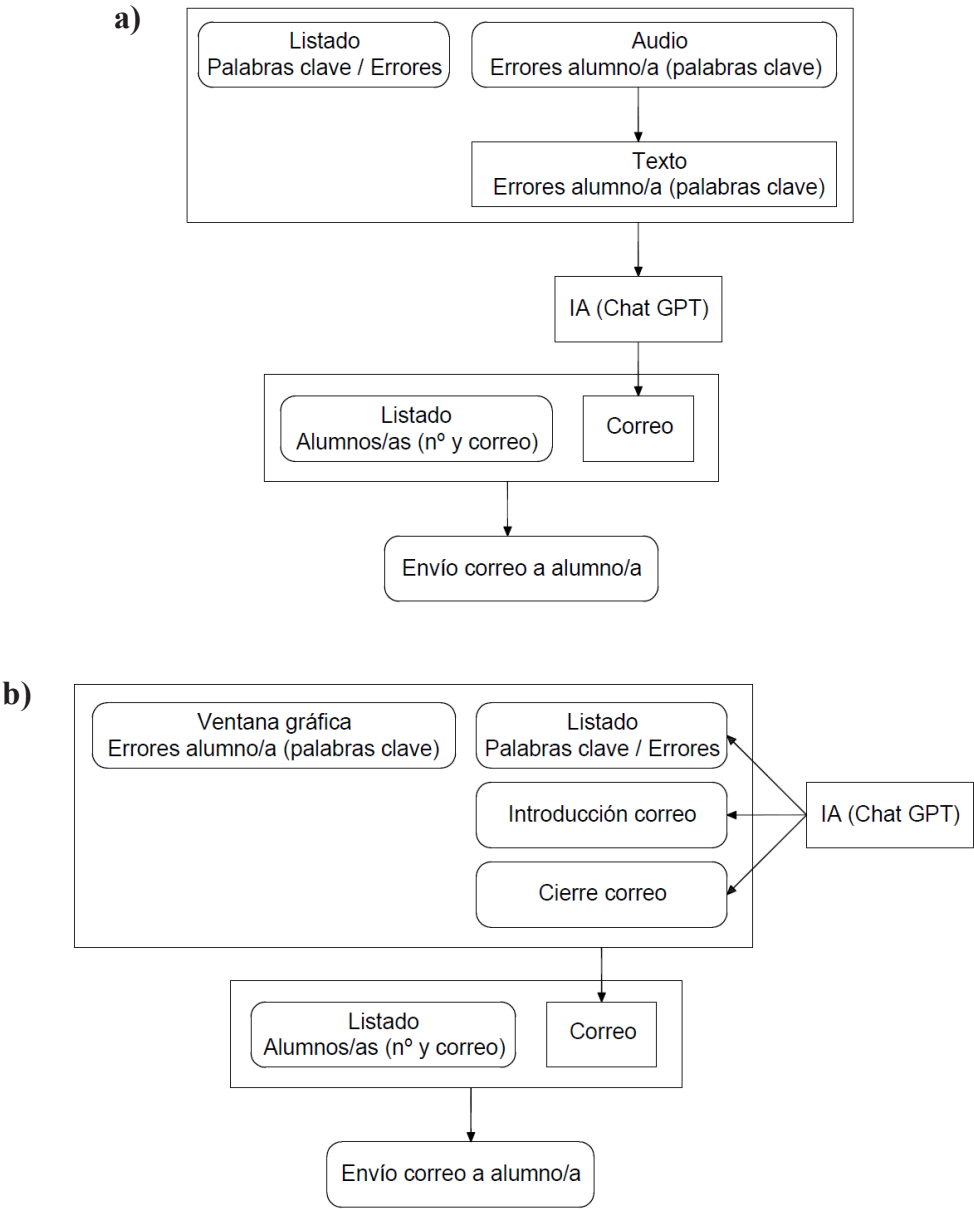 a)
Listado
Palabras clave / Errores
Audio
Errores alumno/a (palabras clave)
Texto
Errores alumno/a (palabras clave)
IA (Chat GPT)
Listado
Alumnos/as (nº y correo)
Correo
Envío correo a alumno/a
b)
Ventana gráfica
Errores alumno/a (palabras clave)
Listado
Palabras clave / Errores
Introducción correo
IA (Chat GPT)
Cierre correo
Listado
Alumnos/as (nº y correo)
Correo
Envío correo a alumno/a